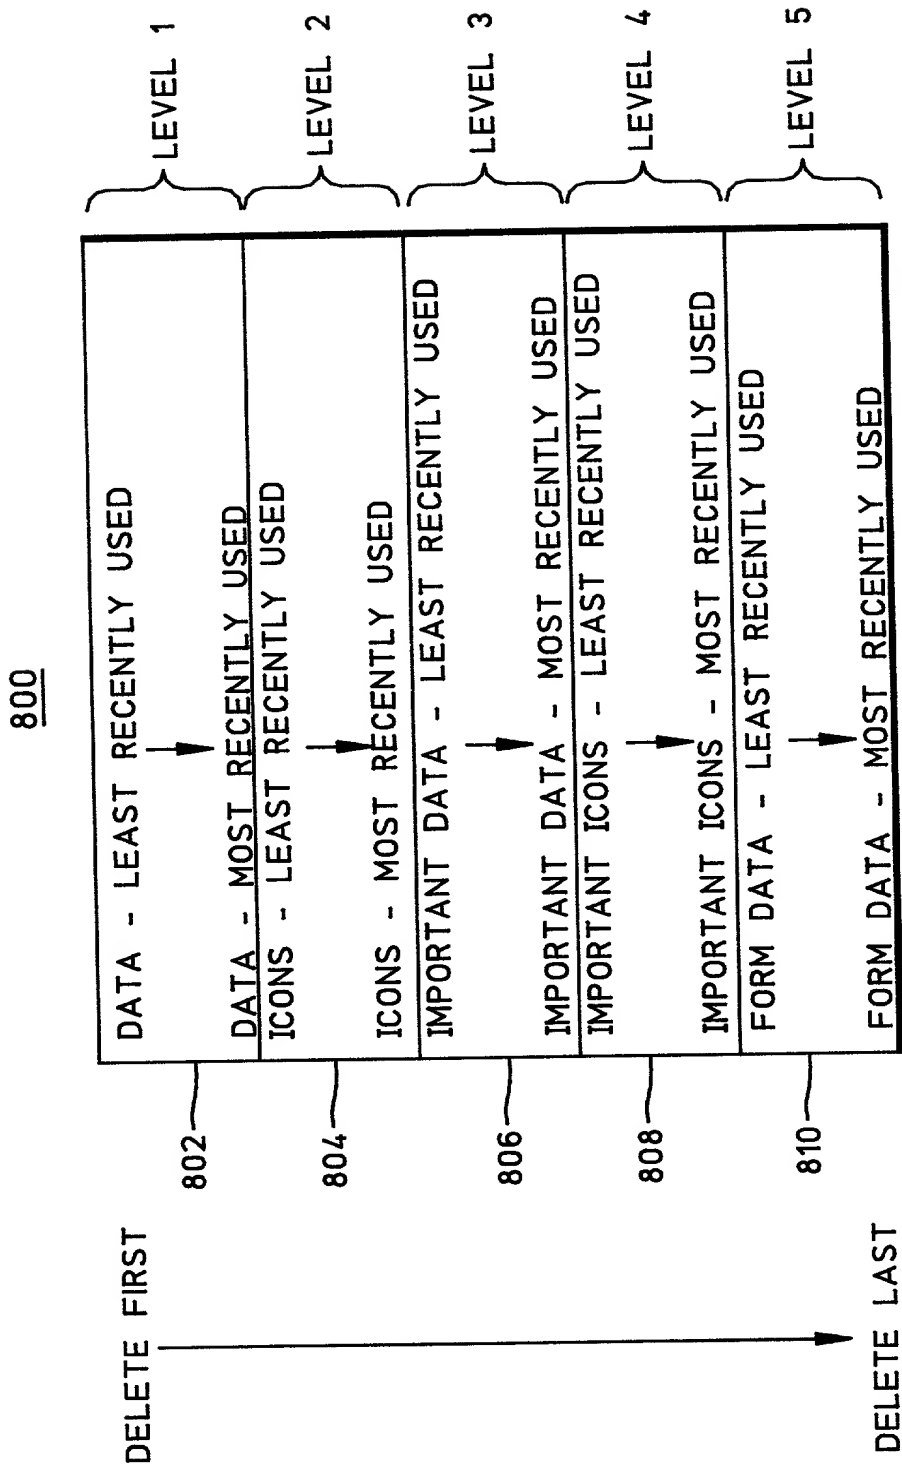 800
DELETE FIRST
DELETE LAST
802
DATA - LEAST RECENTLY USED
DATA - MOST RECENTLY USED
LEVEL 1
804
ICONS - LEAST RECENTLY USED
ICONS - MOST RECENTLY USED
LEVEL 2
806
IMPORTANT DATA - LEAST RECENTLY USED
IMPORTANT DATA - MOST RECENTLY USED
LEVEL 3
808
IMPORTANT ICONS - LEAST RECENTLY USED
IMPORTANT ICONS - MOST RECENTLY USED
LEVEL 4
810
FORM DATA - LEAST RECENTLY USED
FORM DATA - MOST RECENTLY USED
LEVEL 5